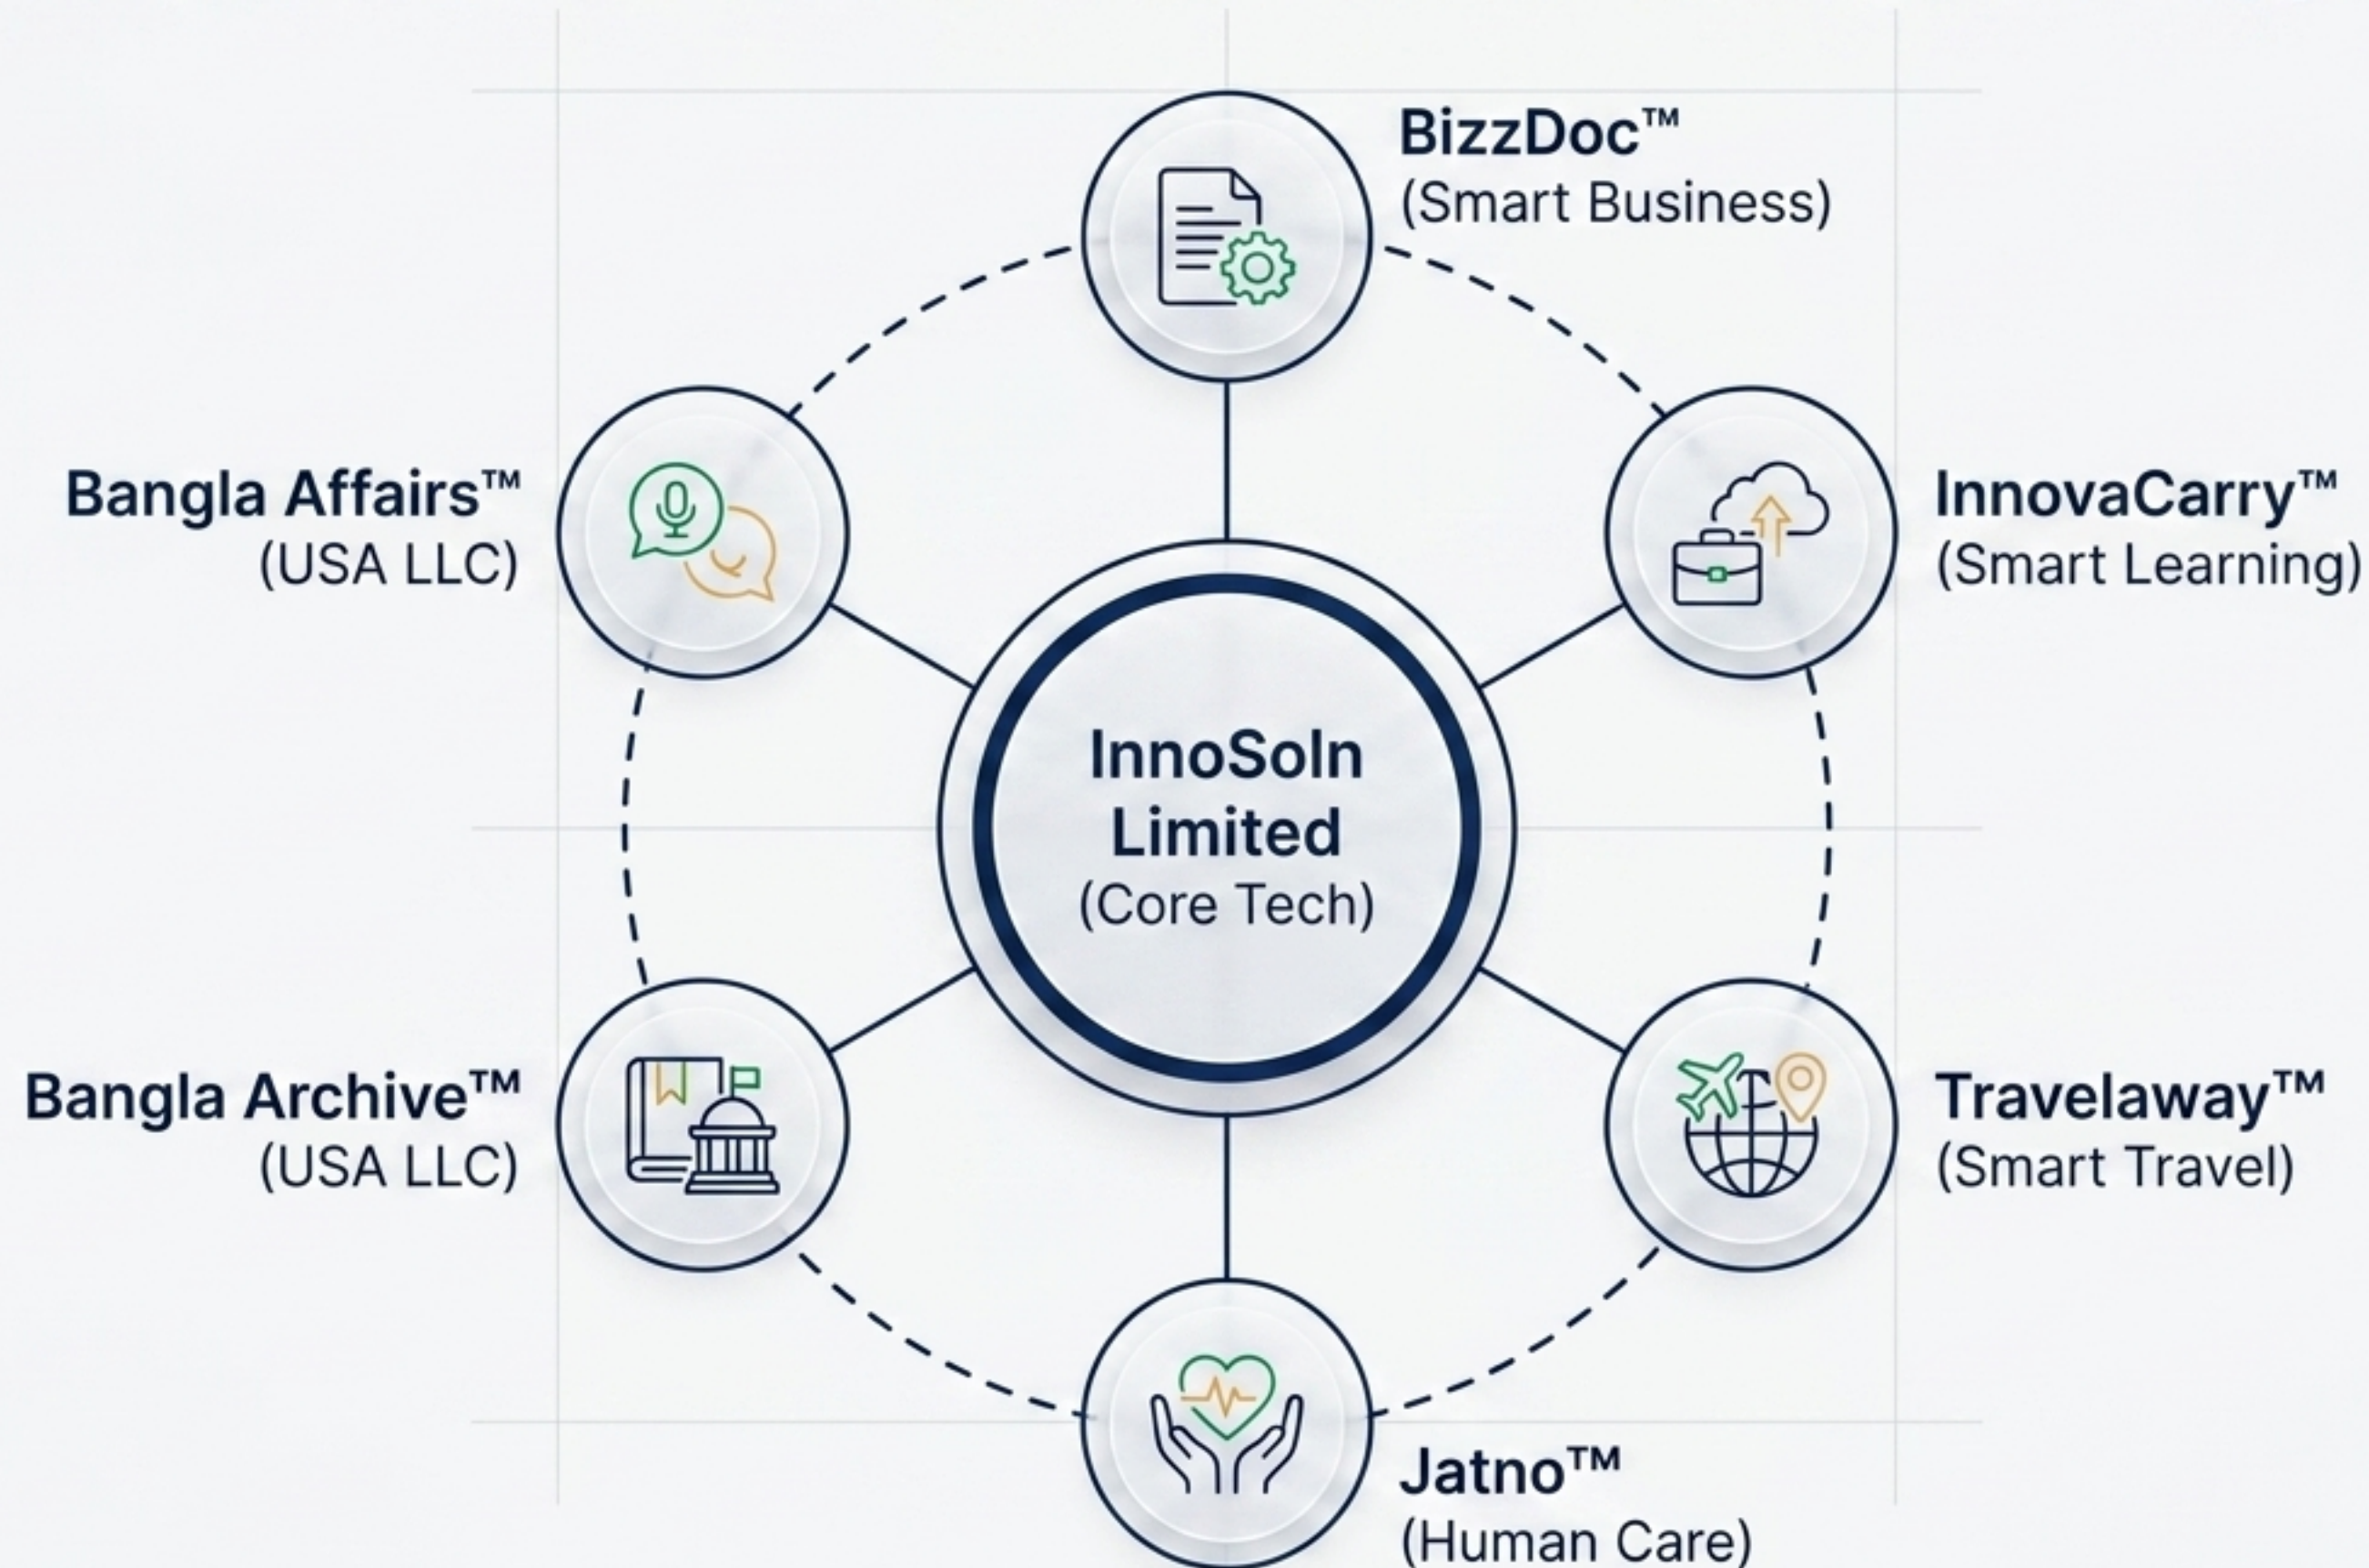 BizzDoc™
(Smart Business)
Bangla Affairs™
(USA LLC)
InnovaCarry™
(Smart Learning)
InnoSoln
Limited
(Core Tech)
Bangla Archive™
(USA LLC)
Travelaway™
(Smart Travel)
Jatno™
(Human Care)